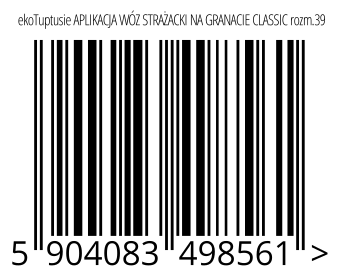 ekoTuptusie APLIKACJA WÓZ STRAŻACKI NA GRANACIE CLASSIC rozm.39
5 904083 498561 >